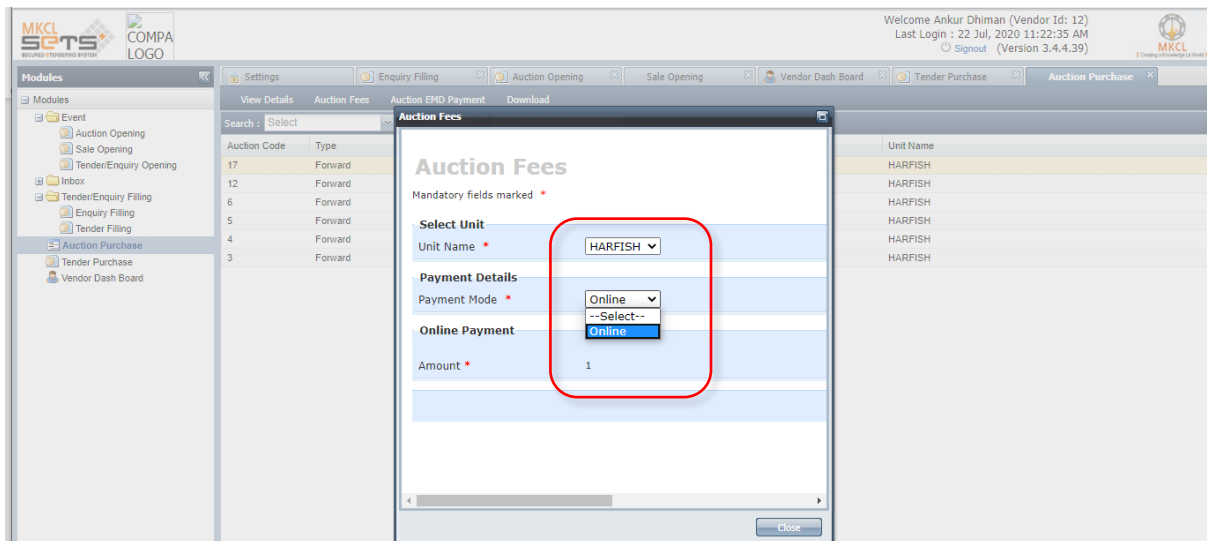 MKCL
SETS
SECURED eTENDERING SYSTEM
COMPA
LOGO
Welcome Ankur Dhiman (Vendor Id: 12)
Last Login : 22 Jul, 2020 11:22:35 AM
Signout (Version 3.4.4.39)
MKCL
Modules
Settings
Enquiry Filling
Auction Opening
Sale Opening
Vendor Dash Board
Tender Purchase
Auction Purchase
Modules
Event
Auction Opening
Sale Opening
Tender/Enquiry Opening
Inbox
Tender/Enquiry Filling
Enquiry Filling
Tender Filling
Auction Purchase
Tender Purchase
Vendor Dash Board
View Details Auction Fees Auction EMD Payment Download
Search : Select
Auction Code Type Unit Name
17 Forward HARFISH
12 Forward HARFISH
6 Forward HARFISH
5 Forward HARFISH
4 Forward HARFISH
3 Forward HARFISH
Auction Fees
Auction Fees
Mandatory fields marked *
Select Unit
Unit Name * HARFISH
Payment Details
Payment Mode * Online
--Select--
Online
Online Payment
Amount * 1
Close